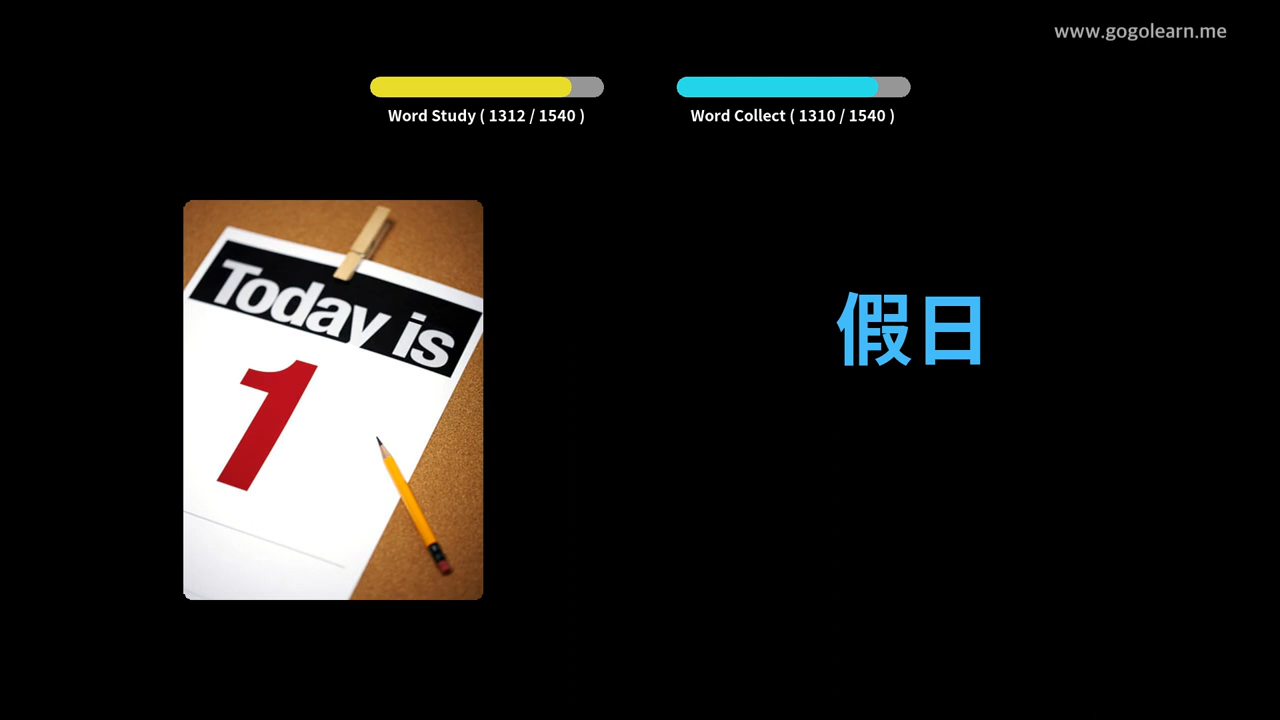 www.gogolearn.me
Word Study ( 1312 / 1540 )
Word Collect ( 1310 / 1540 )
Today is
1
假日